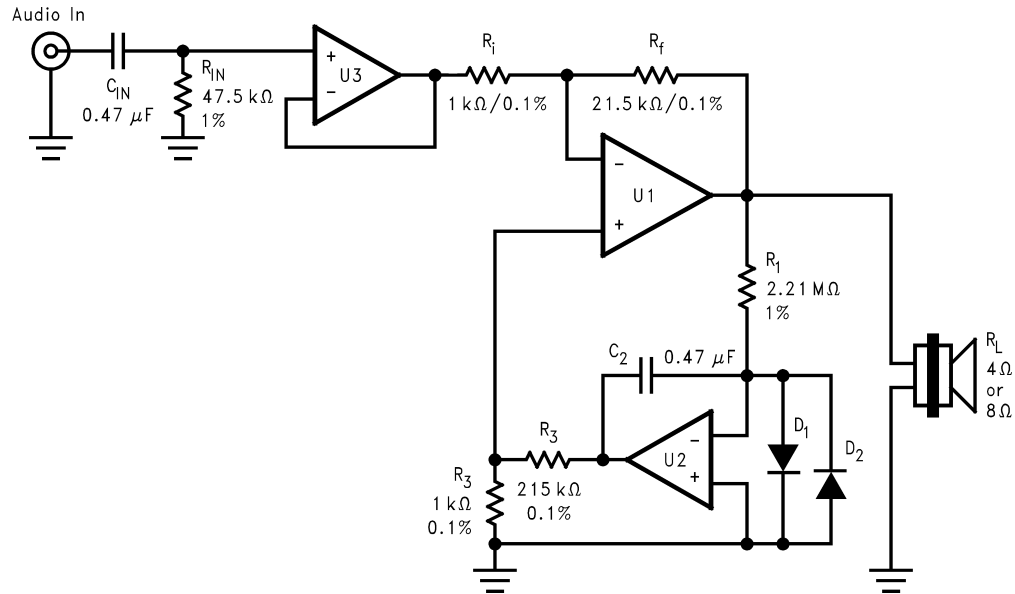 Audio In
C_IN
0.47 μF
R_IN
47.5 kΩ
1%
+
U3
−
R_i
1 kΩ/0.1%
R_f
21.5 kΩ/0.1%
−
U1
+
R_1
2.21 MΩ
1%
R_L
4Ω
or
8Ω
C_2
0.47 μF
R_3
215 kΩ
0.1%
−
U2
+
D_1
D_2
R_3
1 kΩ
0.1%